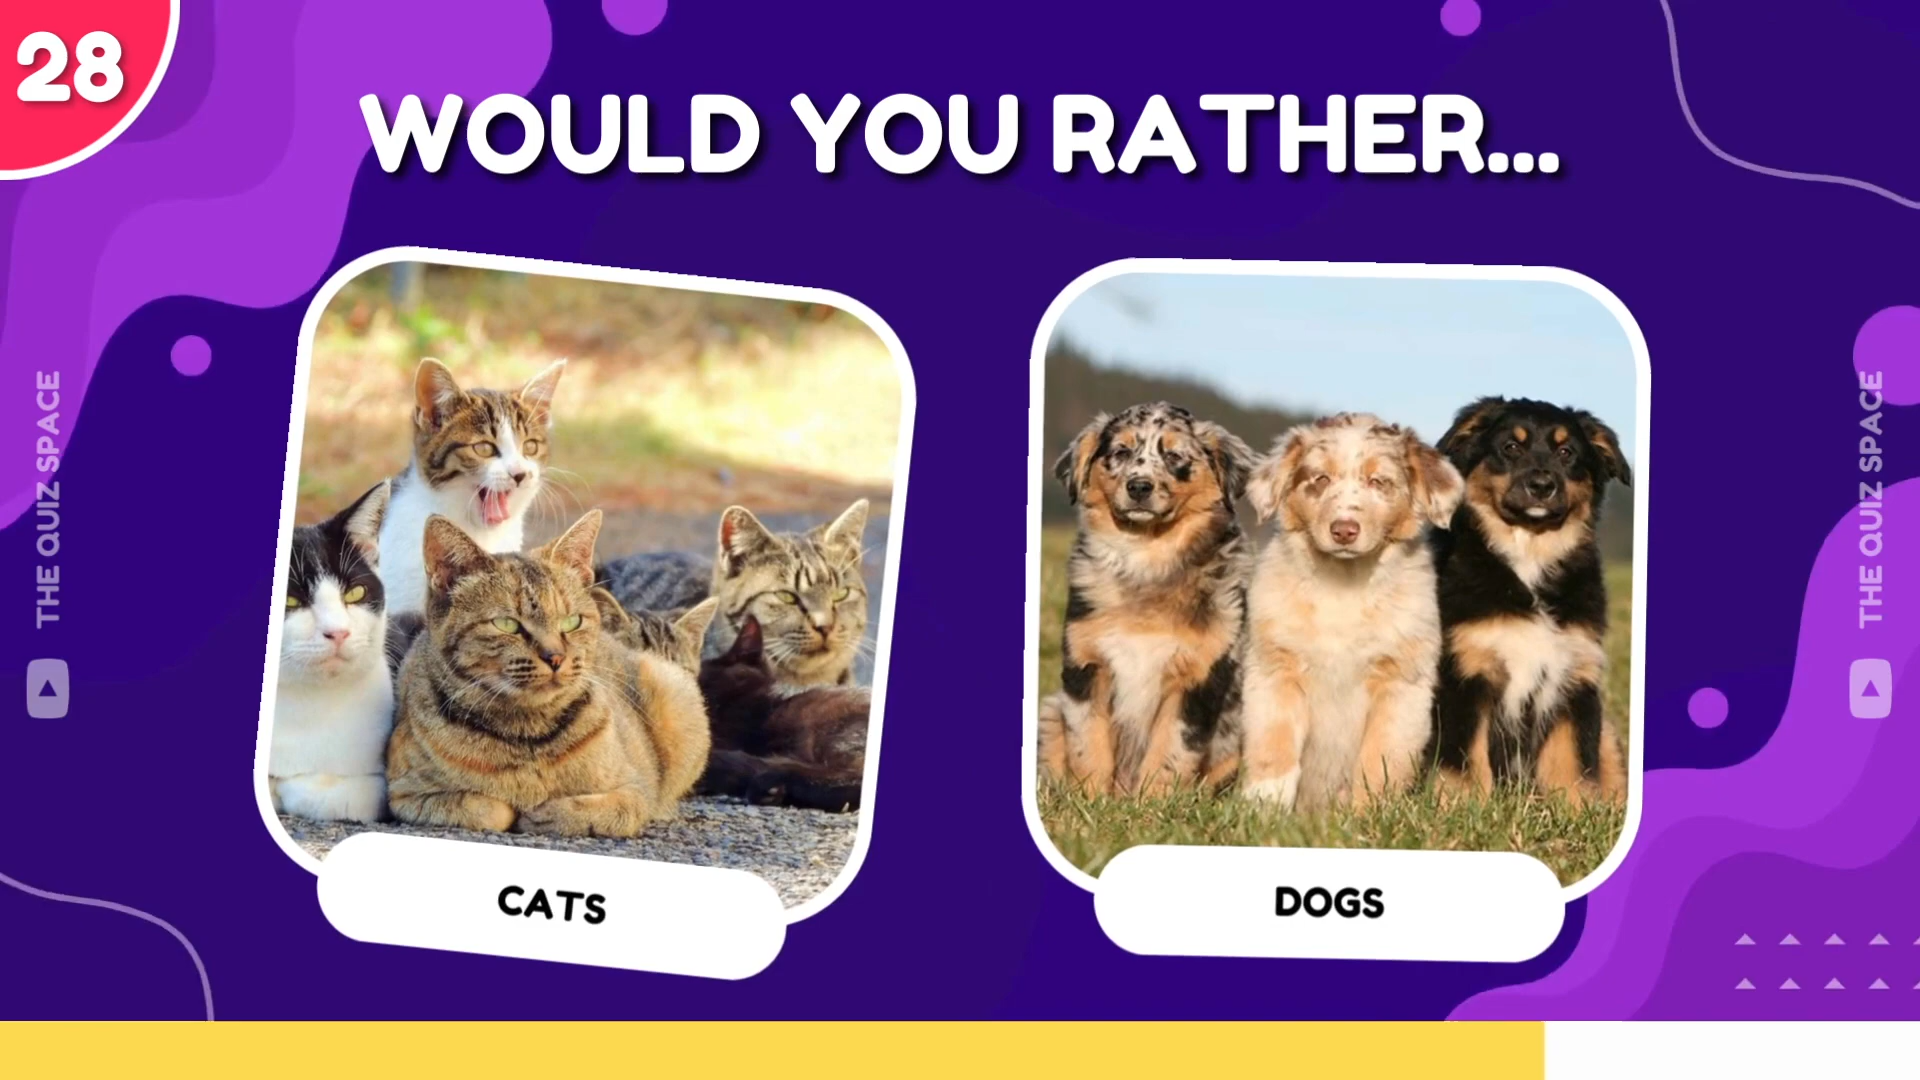 28
WOULD YOU RATHER...
THE QUIZ SPACE
THE QUIZ SPACE
CATS
DOGS